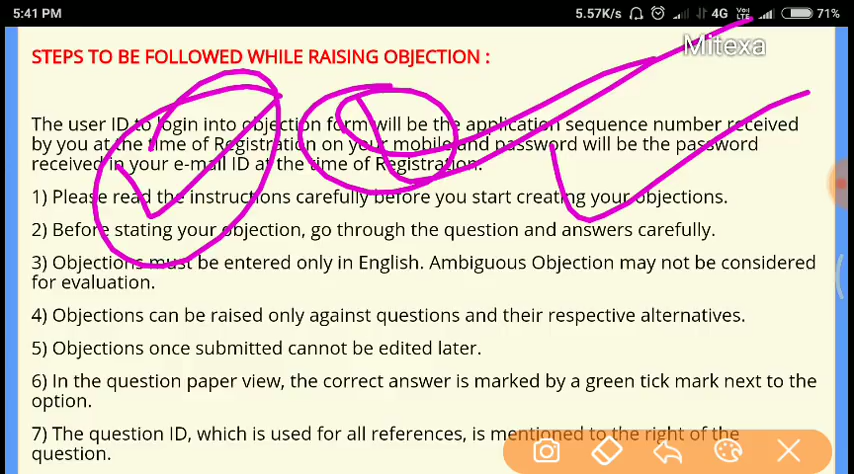 5:41 PM 5.57K/s 4G VoI LTE 71%
Mitexa
STEPS TO BE FOLLOWED WHILE RAISING OBJECTION :
The user ID to login into objection form will be the application sequence number received
by you at the time of Registration on your mobile and password will be the password
received in your e-mail ID at the time of Registration.
1) Please read the instructions carefully before you start creating your objections.
2) Before stating your objection, go through the question and answers carefully.
3) Objections must be entered only in English. Ambiguous Objection may not be considered
for evaluation.
4) Objections can be raised only against questions and their respective alternatives.
5) Objections once submitted cannot be edited later.
6) In the question paper view, the correct answer is marked by a green tick mark next to the
option.
7) The question ID, which is used for all references, is mentioned to the right of the
question.